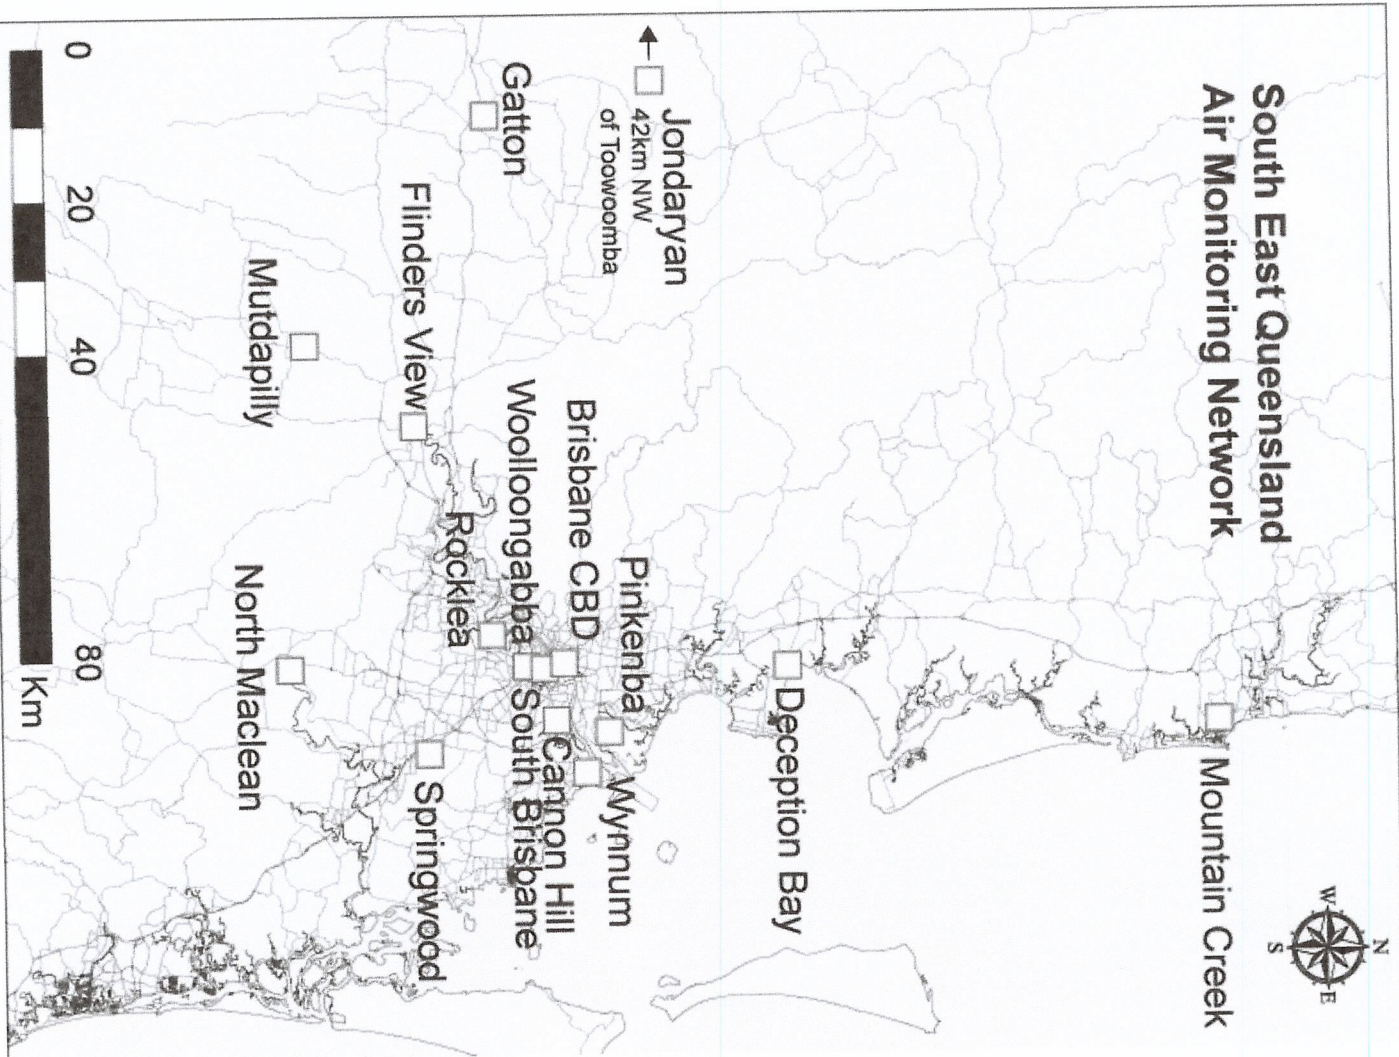 South East Queensland
Air Monitoring Network
N
W
E
S
Mountain Creek
Deception Bay
Jondaryan
42km NW
of Toowoomba
Pinkenba
Wynnum
Brisbane CBD
Cannon Hill
Woolloongabba
South Brisbane
Gatton
Rocklea
Flinders View
Springwood
Mutdapilly
North Maclean
0
20
40
80
Km